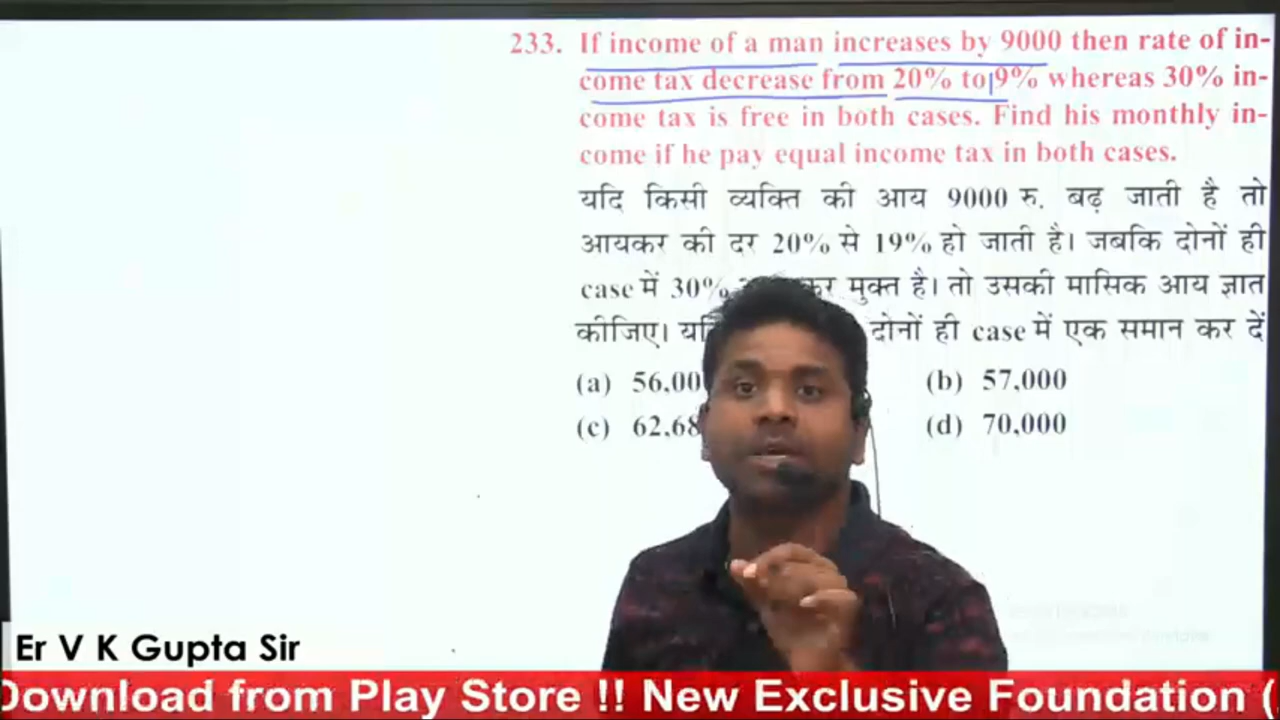 233. If income of a man increases by 9000 then rate of in-
come tax decrease from 20% to 19% whereas 30% in-
come tax is free in both cases. Find his monthly in-
come if he pay equal income tax in both cases.
यदि किसी व्यक्ति की आय 9000 रु. बढ़ जाती है तो
आयकर की दर 20% से 19% हो जाती है। जबकि दोनों ही
case में 30% कर मुक्त है। तो उसकी मासिक आय ज्ञात
कीजिए। दोनों ही case में एक समान कर दें
(a) 56,00 (b) 57,000
(c) 62,68 (d) 70,000
Er V K Gupta Sir
Download from Play Store !! New Exclusive Foundation (